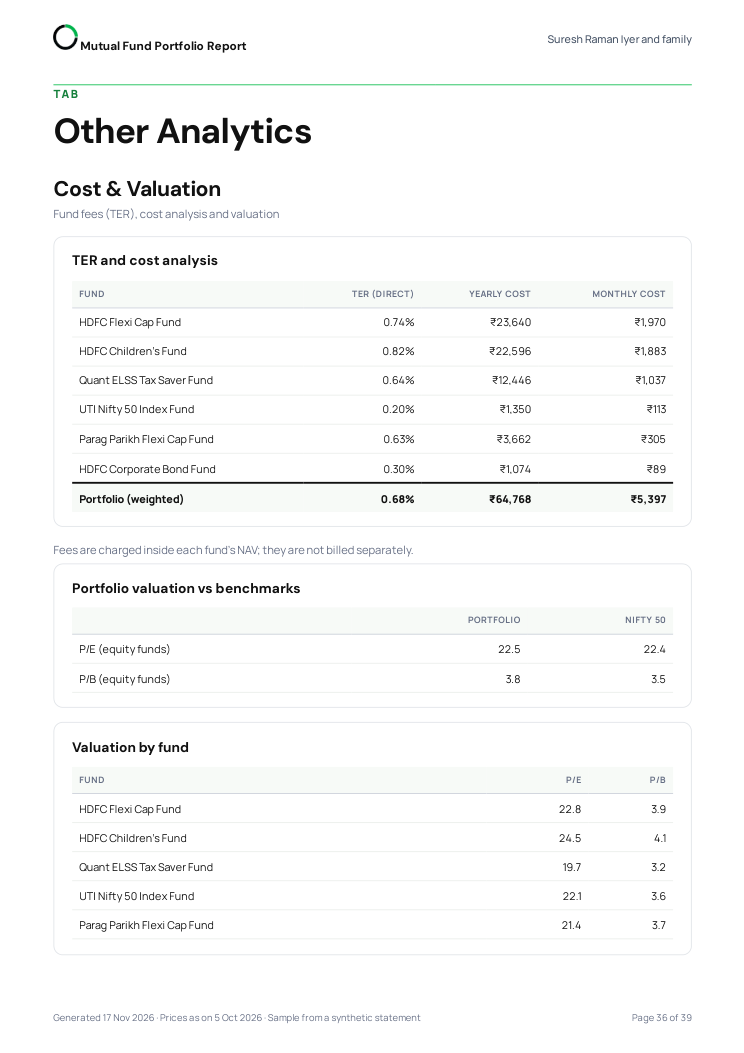 Mutual Fund Portfolio Report
Suresh Raman Iyer and family
TAB
Other Analytics
Cost & Valuation
Fund fees (TER), cost analysis and valuation
TER and cost analysis
FUND TER (DIRECT) YEARLY COST MONTHLY COST
HDFC Flexi Cap Fund 0.74% ₹23,640 ₹1,970
HDFC Children's Fund 0.82% ₹22,596 ₹1,883
Quant ELSS Tax Saver Fund 0.64% ₹12,446 ₹1,037
UTI Nifty 50 Index Fund 0.20% ₹1,350 ₹113
Parag Parikh Flexi Cap Fund 0.63% ₹3,662 ₹305
HDFC Corporate Bond Fund 0.30% ₹1,074 ₹89
Portfolio (weighted) 0.68% ₹64,768 ₹5,397
Fees are charged inside each fund's NAV; they are not billed separately.
Portfolio valuation vs benchmarks
PORTFOLIO NIFTY 50
P/E (equity funds) 22.5 22.4
P/B (equity funds) 3.8 3.5
Valuation by fund
FUND P/E P/B
HDFC Flexi Cap Fund 22.8 3.9
HDFC Children's Fund 24.5 4.1
Quant ELSS Tax Saver Fund 19.7 3.2
UTI Nifty 50 Index Fund 22.1 3.6
Parag Parikh Flexi Cap Fund 21.4 3.7
Generated 17 Nov 2026 · Prices as on 5 Oct 2026 · Sample from a synthetic statement
Page 36 of 39